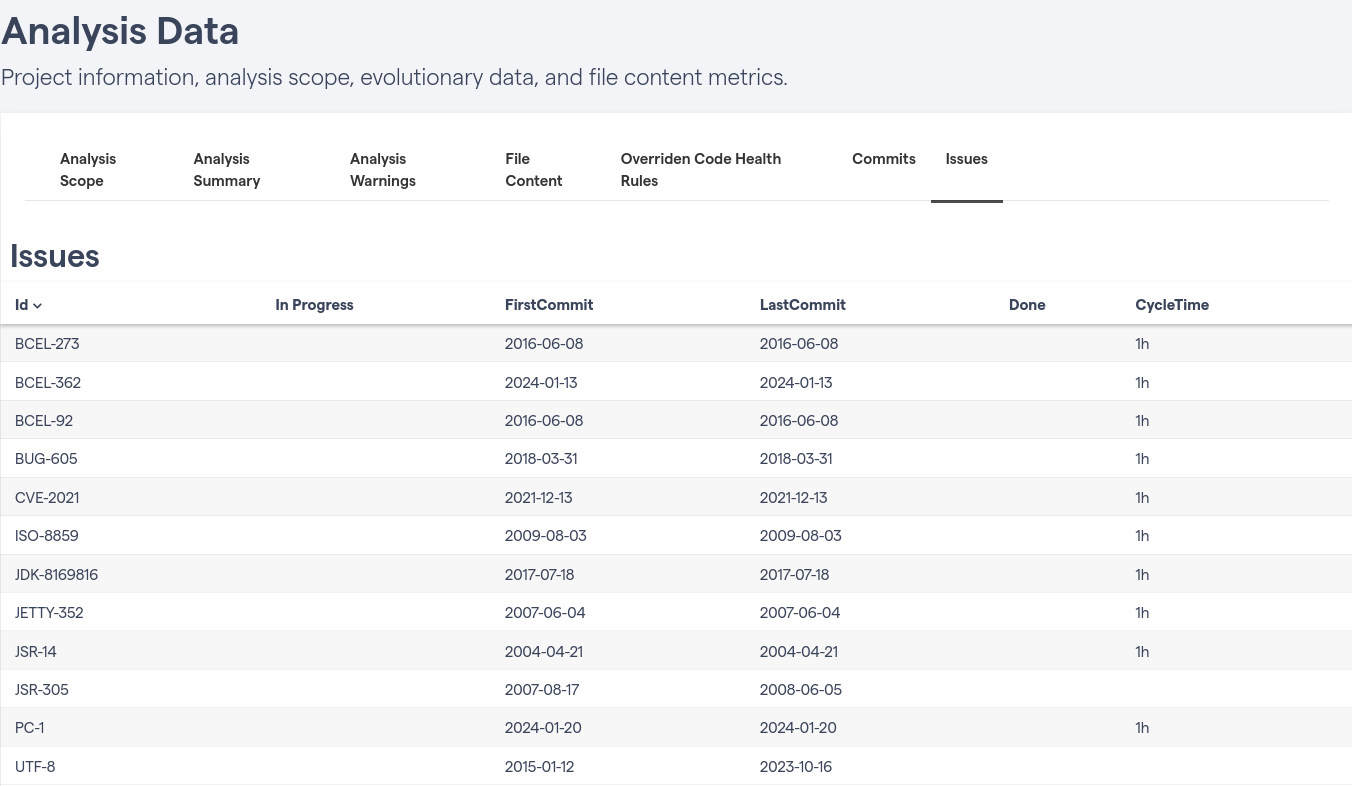 Analysis Data
Project information, analysis scope, evolutionary data, and file content metrics.
Analysis Scope
Analysis Summary
Analysis Warnings
File Content
Overriden Code Health Rules
Commits
Issues
Issues
Id In Progress FirstCommit LastCommit Done CycleTime
BCEL-273 2016-06-08 2016-06-08 1h
BCEL-362 2024-01-13 2024-01-13 1h
BCEL-92 2016-06-08 2016-06-08 1h
BUG-605 2018-03-31 2018-03-31 1h
CVE-2021 2021-12-13 2021-12-13 1h
ISO-8859 2009-08-03 2009-08-03 1h
JDK-8169816 2017-07-18 2017-07-18 1h
JETTY-352 2007-06-04 2007-06-04 1h
JSR-14 2004-04-21 2004-04-21 1h
JSR-305 2007-08-17 2008-06-05
PC-1 2024-01-20 2024-01-20 1h
UTF-8 2015-01-12 2023-10-16